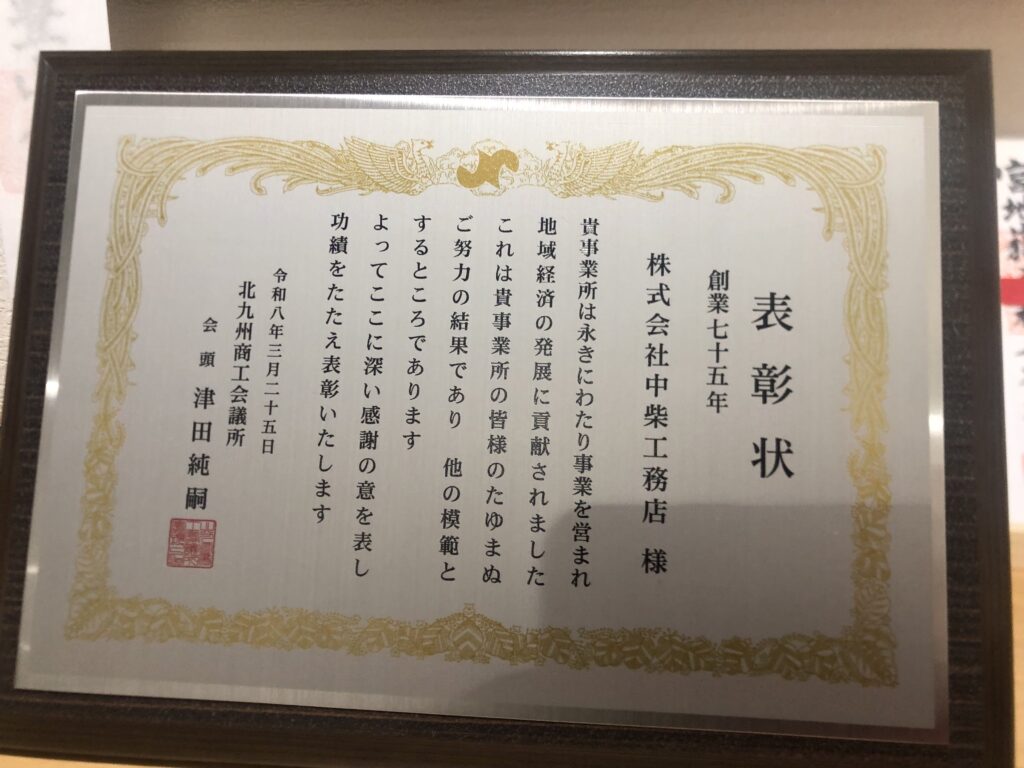 表彰状
創業七十五年
株式会社中柴工務店 様
貴事業所は永きにわたり事業を営まれ
地域経済の発展に貢献されました
これは貴事業所の皆様のたゆまぬ
ご努力の結果であり 他の模範と
するところであります
よってここに深い感謝の意を表し
功績をたたえ表彰いたします
令和八年三月二十五日
北九州商工会議所
会頭 津田純嗣
宮地